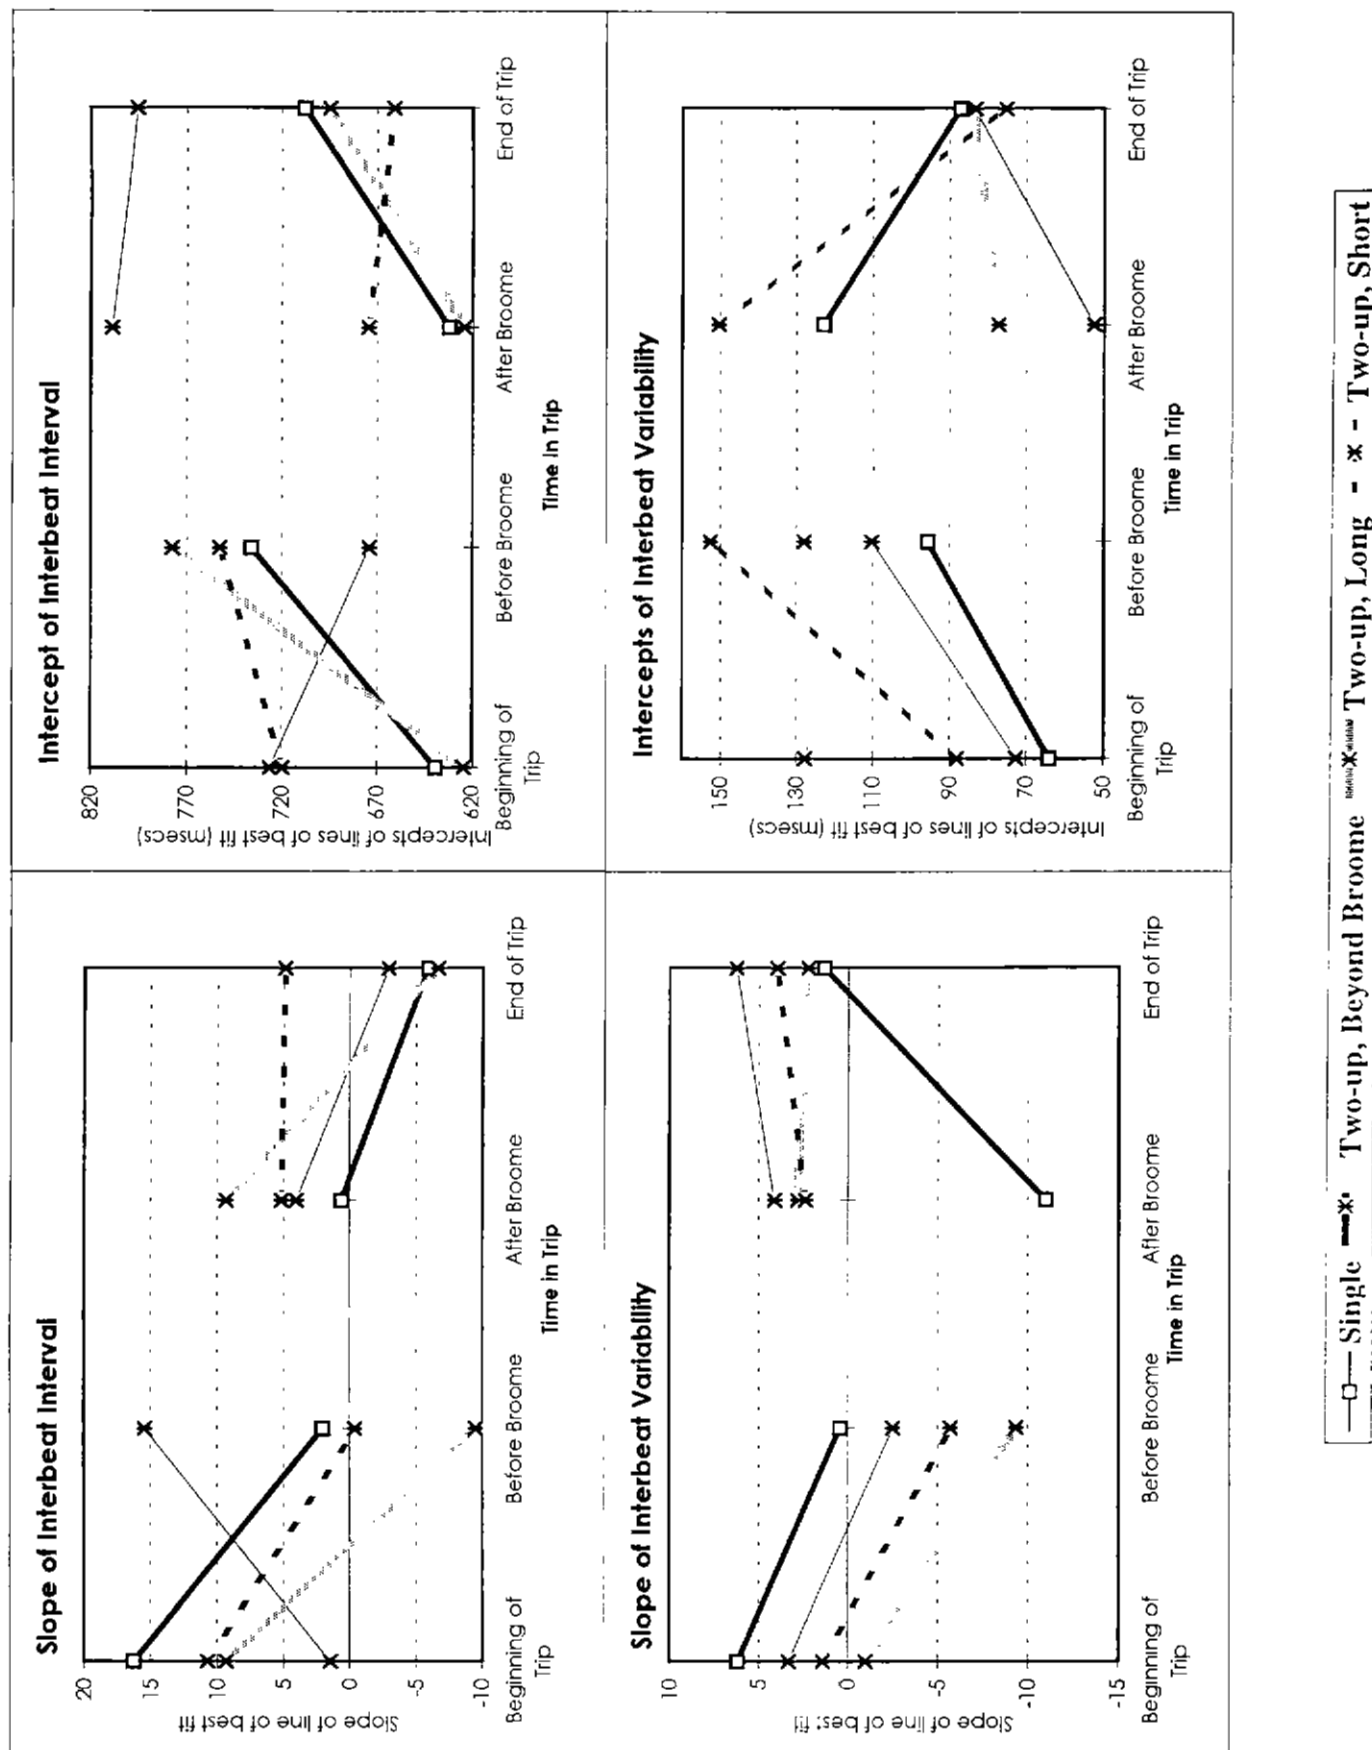 Slope of Interbeat Interval
Slope of line of best fit
20
15
10
5
0
-5
-10
Beginning of
Trip
Before Broome
After Broome
End of Trip
Time in Trip
Intercept of Interbeat Interval
Intercepts of lines of best fit (msecs)
820
770
720
670
620
Beginning of
Trip
Before Broome
After Broome
End of Trip
Time in Trip
Slope of Interbeat Variability
Slope of line of best fit
10
5
0
-5
-10
-15
Beginning of
Trip
Before Broome
After Broome
End of Trip
Time in Trip
Intercepts of Interbeat Variability
Intercepts of lines of best fit (msecs)
150
130
110
90
70
50
Beginning of
Trip
Before Broome
After Broome
End of Trip
Time in Trip
Single Two-up, Beyond Broome Two-up, Long Two-up, Short